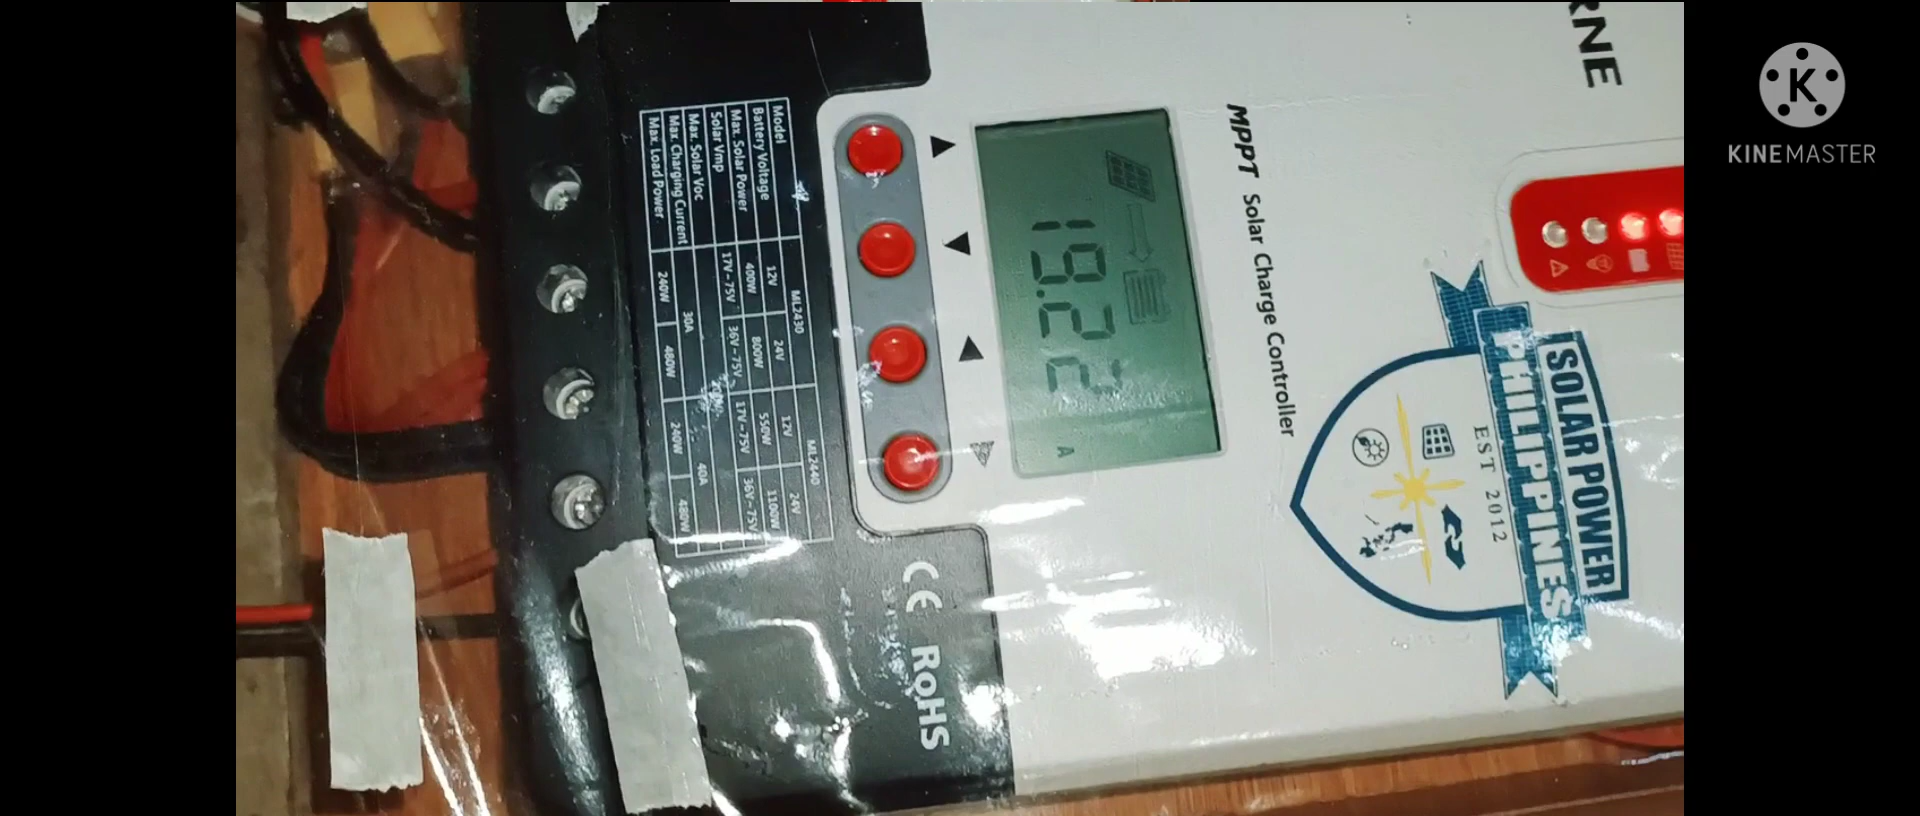 RNE
MPPT Solar Charge Controller
SOLAR POWER
PHILIPPINES
EST 2012
A
Model ML2430 ML2440
Battery Voltage 12V 24V 12V 24V
Max. Solar Power 400W 800W 550W 1100W
Solar Vmp 17V~75V 36V~75V 17V~75V 36V~75V
Max. Solar Voc
Max. Charging Current 30A 40A
Max. Load Power 240W 480W 240W 480W
CE RoHS
K
KINEMASTER